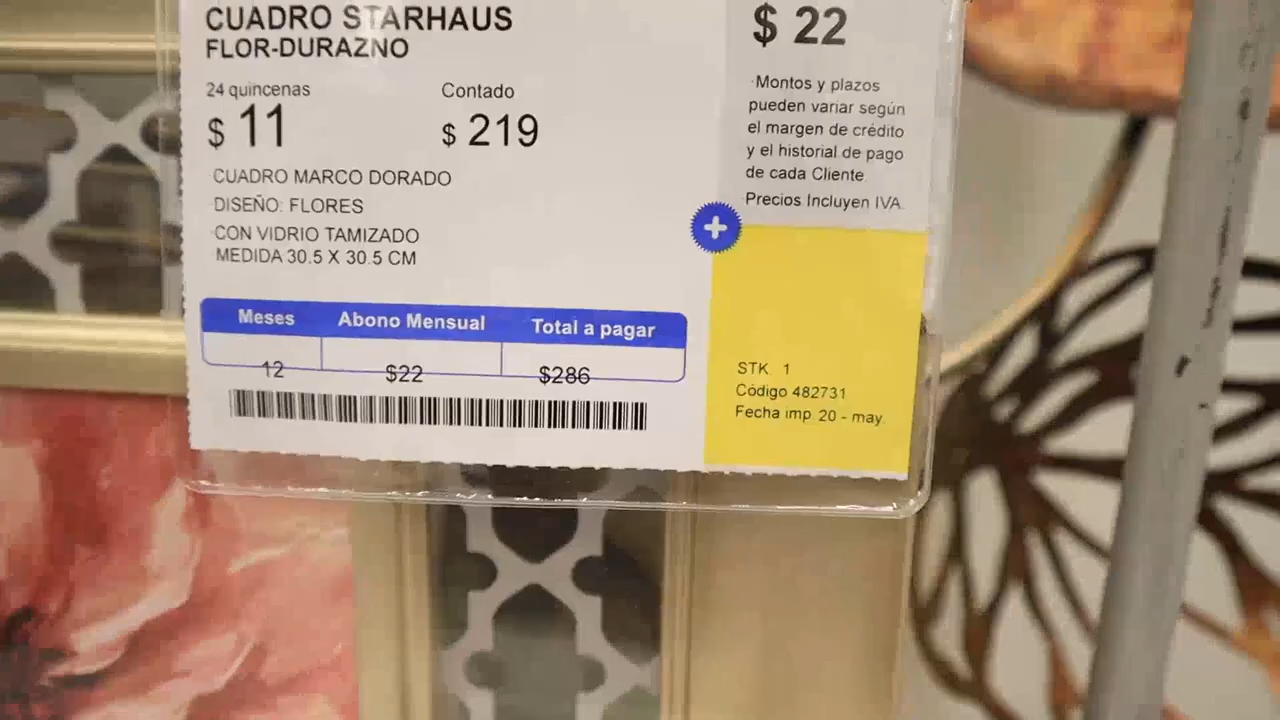 CUADRO STARHAUS
FLOR-DURAZNO
24 quincenas
$ 11
Contado
$ 219
CUADRO MARCO DORADO
DISEÑO: FLORES
CON VIDRIO TAMIZADO
MEDIDA 30.5 X 30.5 CM
Meses Abono Mensual Total a pagar
12 $22 $286
$ 22
·Montos y plazos
pueden variar según
el margen de crédito
y el historial de pago
de cada Cliente
Precios Incluyen IVA.
+
STK. 1
Código 482731
Fecha imp. 20 - may.